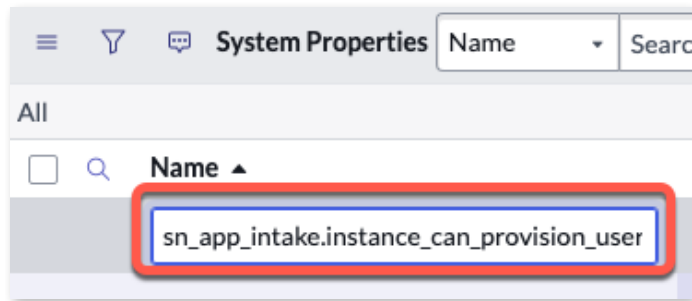 System Properties Name Searc
All
Name
sn_app_intake.instance_can_provision_user